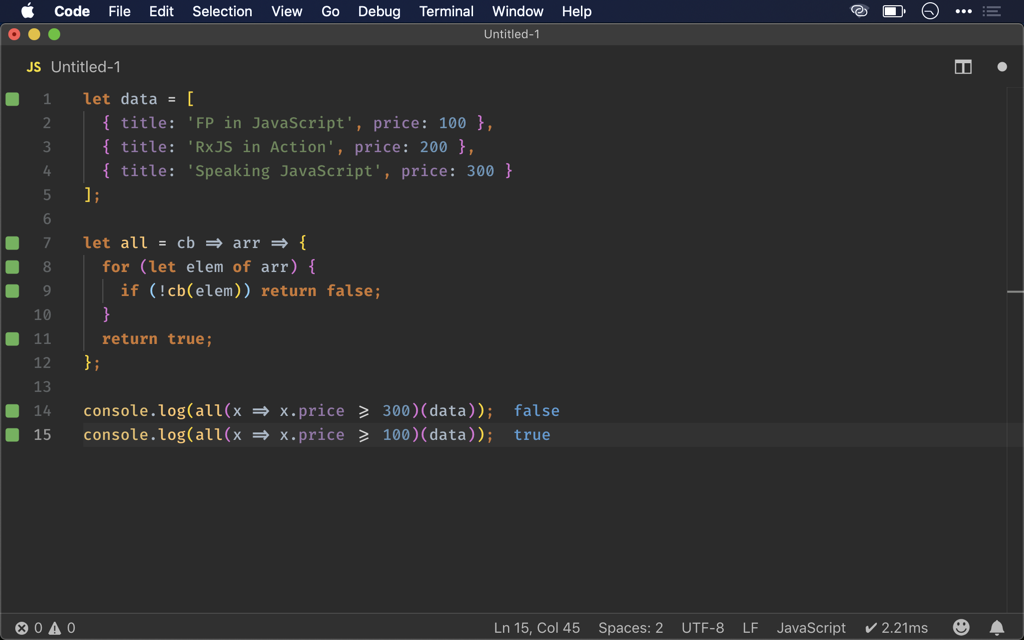 Code File Edit Selection View Go Debug Terminal Window Help
Untitled-1
JS Untitled-1
1 let data = [
2 { title: 'FP in JavaScript', price: 100 },
3 { title: 'RxJS in Action', price: 200 },
4 { title: 'Speaking JavaScript', price: 300 }
5 ];
6
7 let all = cb ⇒ arr ⇒ {
8 for (let elem of arr) {
9 if (!cb(elem)) return false;
10 }
11 return true;
12 };
13
14 console.log(all(x ⇒ x.price ⩾ 300)(data)); false
15 console.log(all(x ⇒ x.price ⩾ 100)(data)); true
0 0 Ln 15, Col 45 Spaces: 2 UTF-8 LF JavaScript ✔ 2.21ms